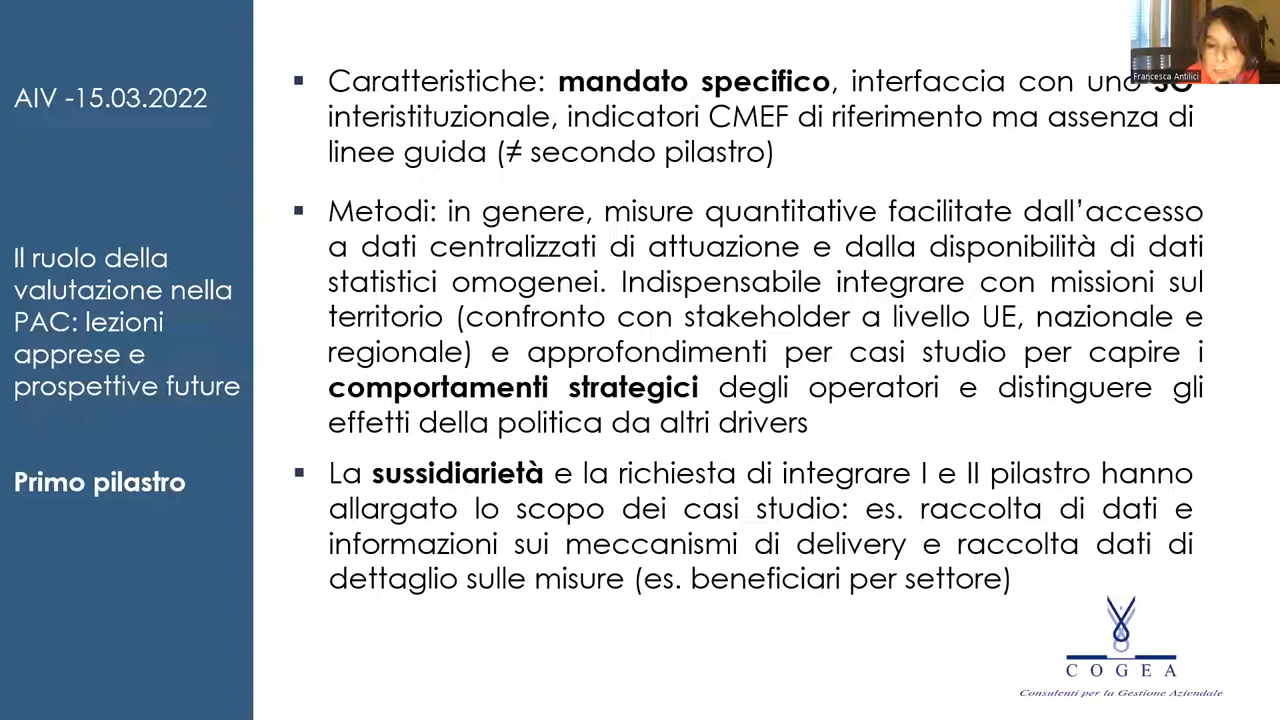 AIV -15.03.2022
Il ruolo della
valutazione nella
PAC: lezioni
apprese e
prospettive future
Primo pilastro
▪ Caratteristiche: mandato specifico, interfaccia con uno SG
interistituzionale, indicatori CMEF di riferimento ma assenza di
linee guida (≠ secondo pilastro)
▪ Metodi: in genere, misure quantitative facilitate dall’accesso
a dati centralizzati di attuazione e dalla disponibilità di dati
statistici omogenei. Indispensabile integrare con missioni sul
territorio (confronto con stakeholder a livello UE, nazionale e
regionale) e approfondimenti per casi studio per capire i
comportamenti strategici degli operatori e distinguere gli
effetti della politica da altri drivers
▪ La sussidiarietà e la richiesta di integrare I e II pilastro hanno
allargato lo scopo dei casi studio: es. raccolta di dati e
informazioni sui meccanismi di delivery e raccolta dati di
dettaglio sulle misure (es. beneficiari per settore)
Francesca Antilici
COGEA
Consulenti per la Gestione Aziendale